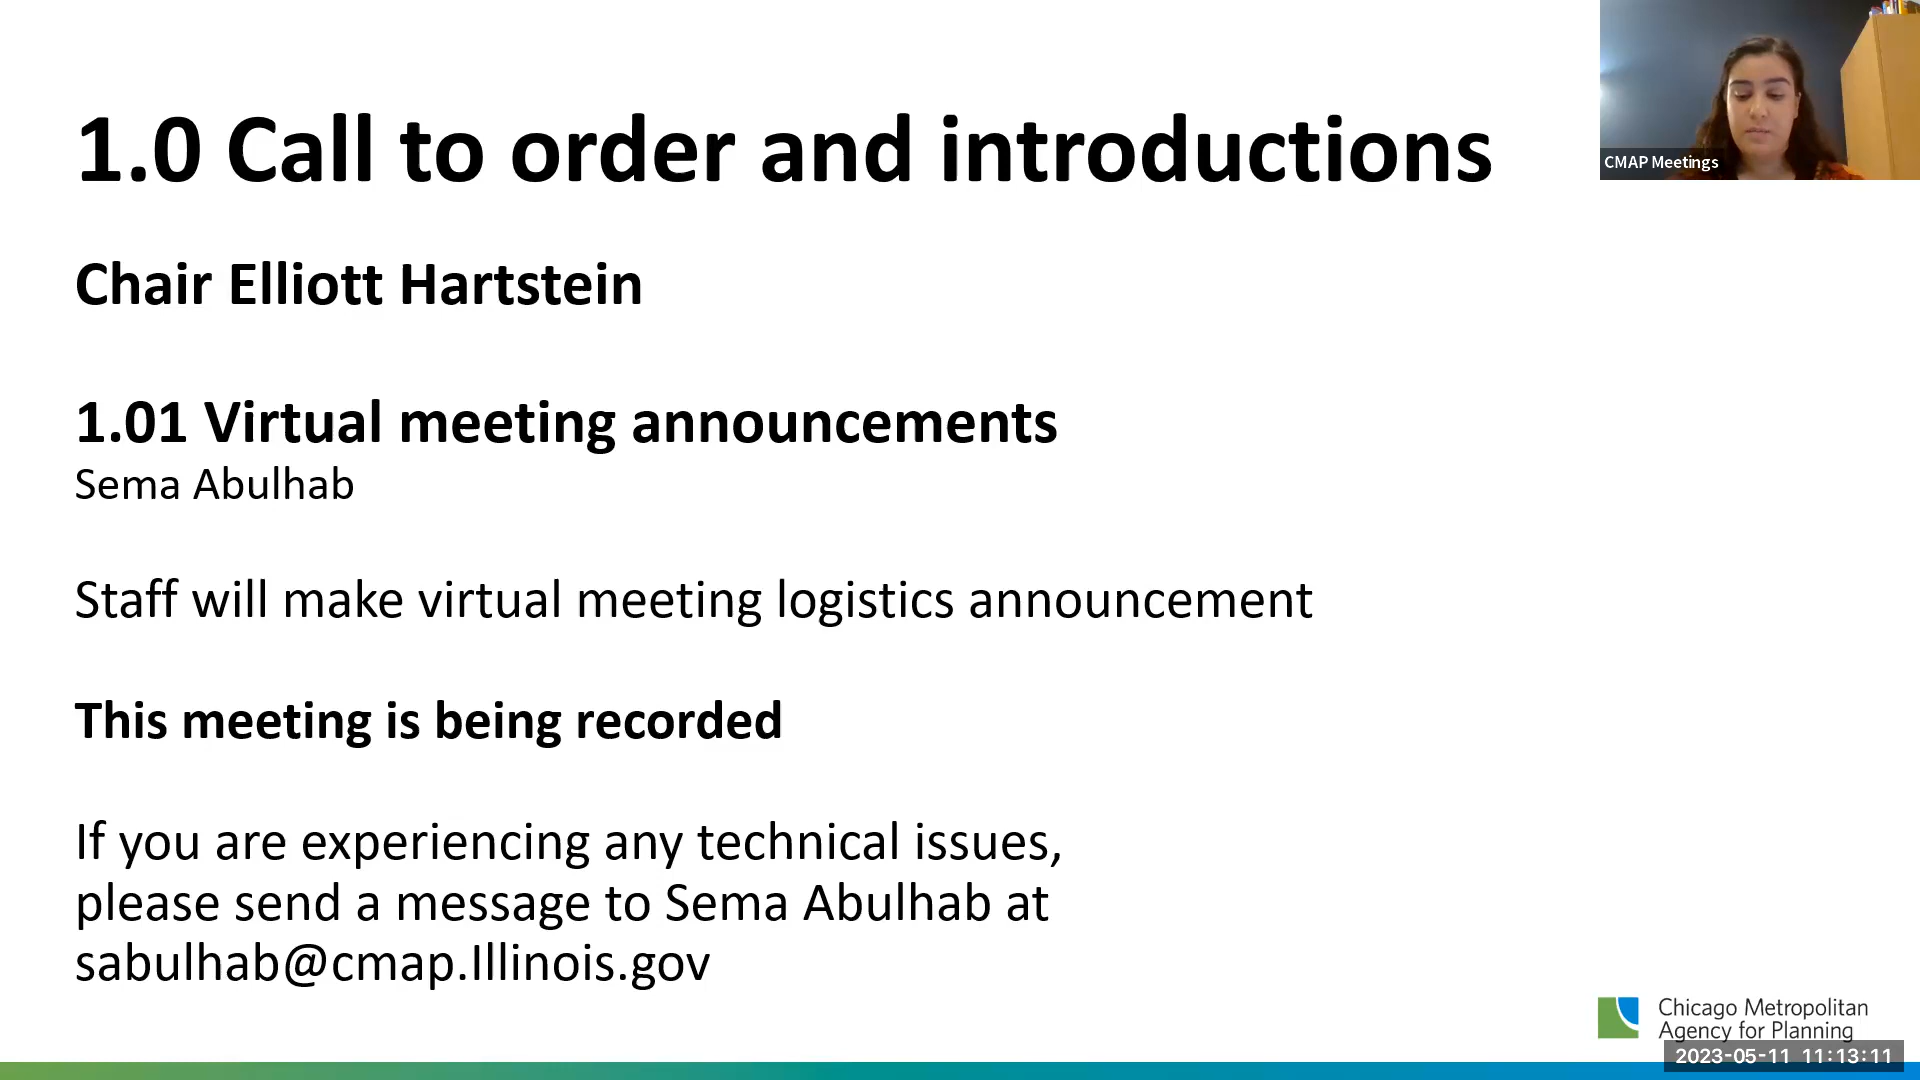 1.0 Call to order and introductions
CMAP Meetings
Chair Elliott Hartstein
1.01 Virtual meeting announcements
Sema Abulhab
Staff will make virtual meeting logistics announcement
This meeting is being recorded
If you are experiencing any technical issues,
please send a message to Sema Abulhab at
sabulhab@cmap.Illinois.gov
Chicago Metropolitan
Agency for Planning
2023-05-11 11:13:11